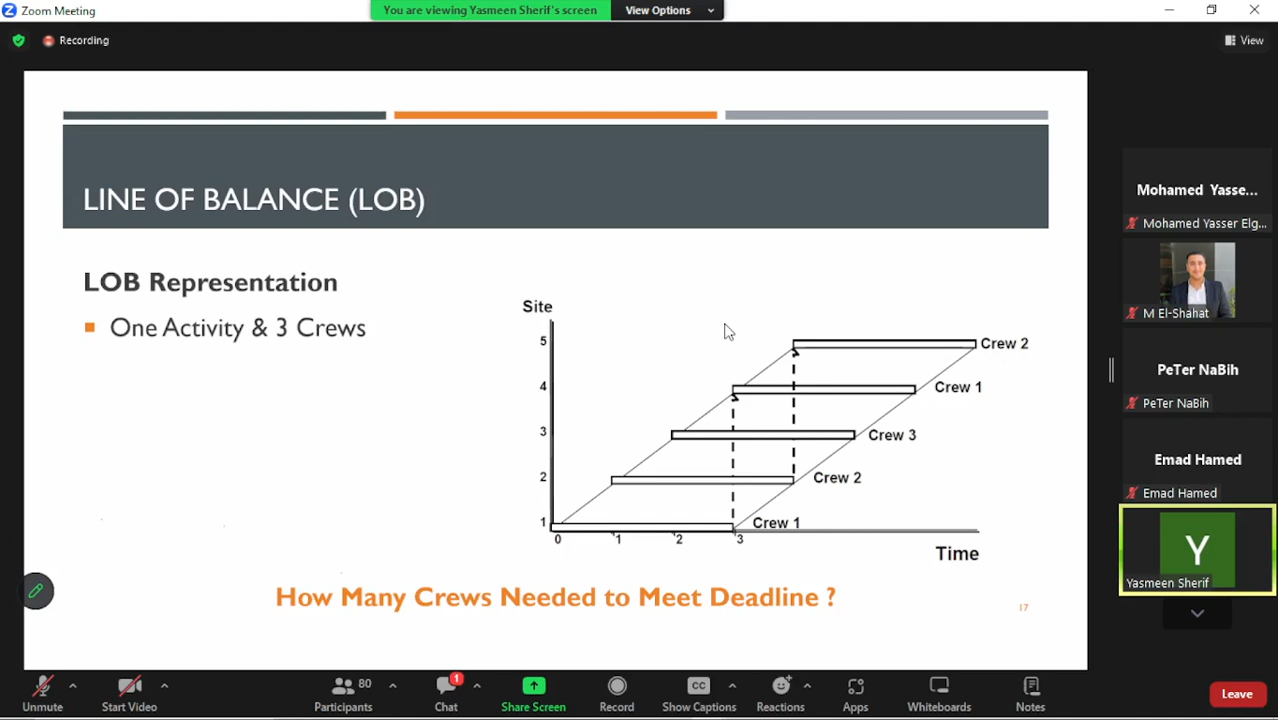 Zoom Meeting
You are viewing Yasmeen Sherif's screen
View Options
Recording
View
LINE OF BALANCE (LOB)
LOB Representation
One Activity & 3 Crews
Site
5
Crew 2
4
Crew 1
3
Crew 3
2
Crew 2
1
Crew 1
0 1 2 3
Time
How Many Crews Needed to Meet Deadline ?
17
Mohamed Yasse...
Mohamed Yasser Elg...
M El-Shahat
PeTer NaBih
PeTer NaBih
Emad Hamed
Emad Hamed
Y
Yasmeen Sherif
Unmute
Start Video
80
Participants
1
Chat
Share Screen
Record
CC
Show Captions
Reactions
Apps
Whiteboards
Notes
Leave